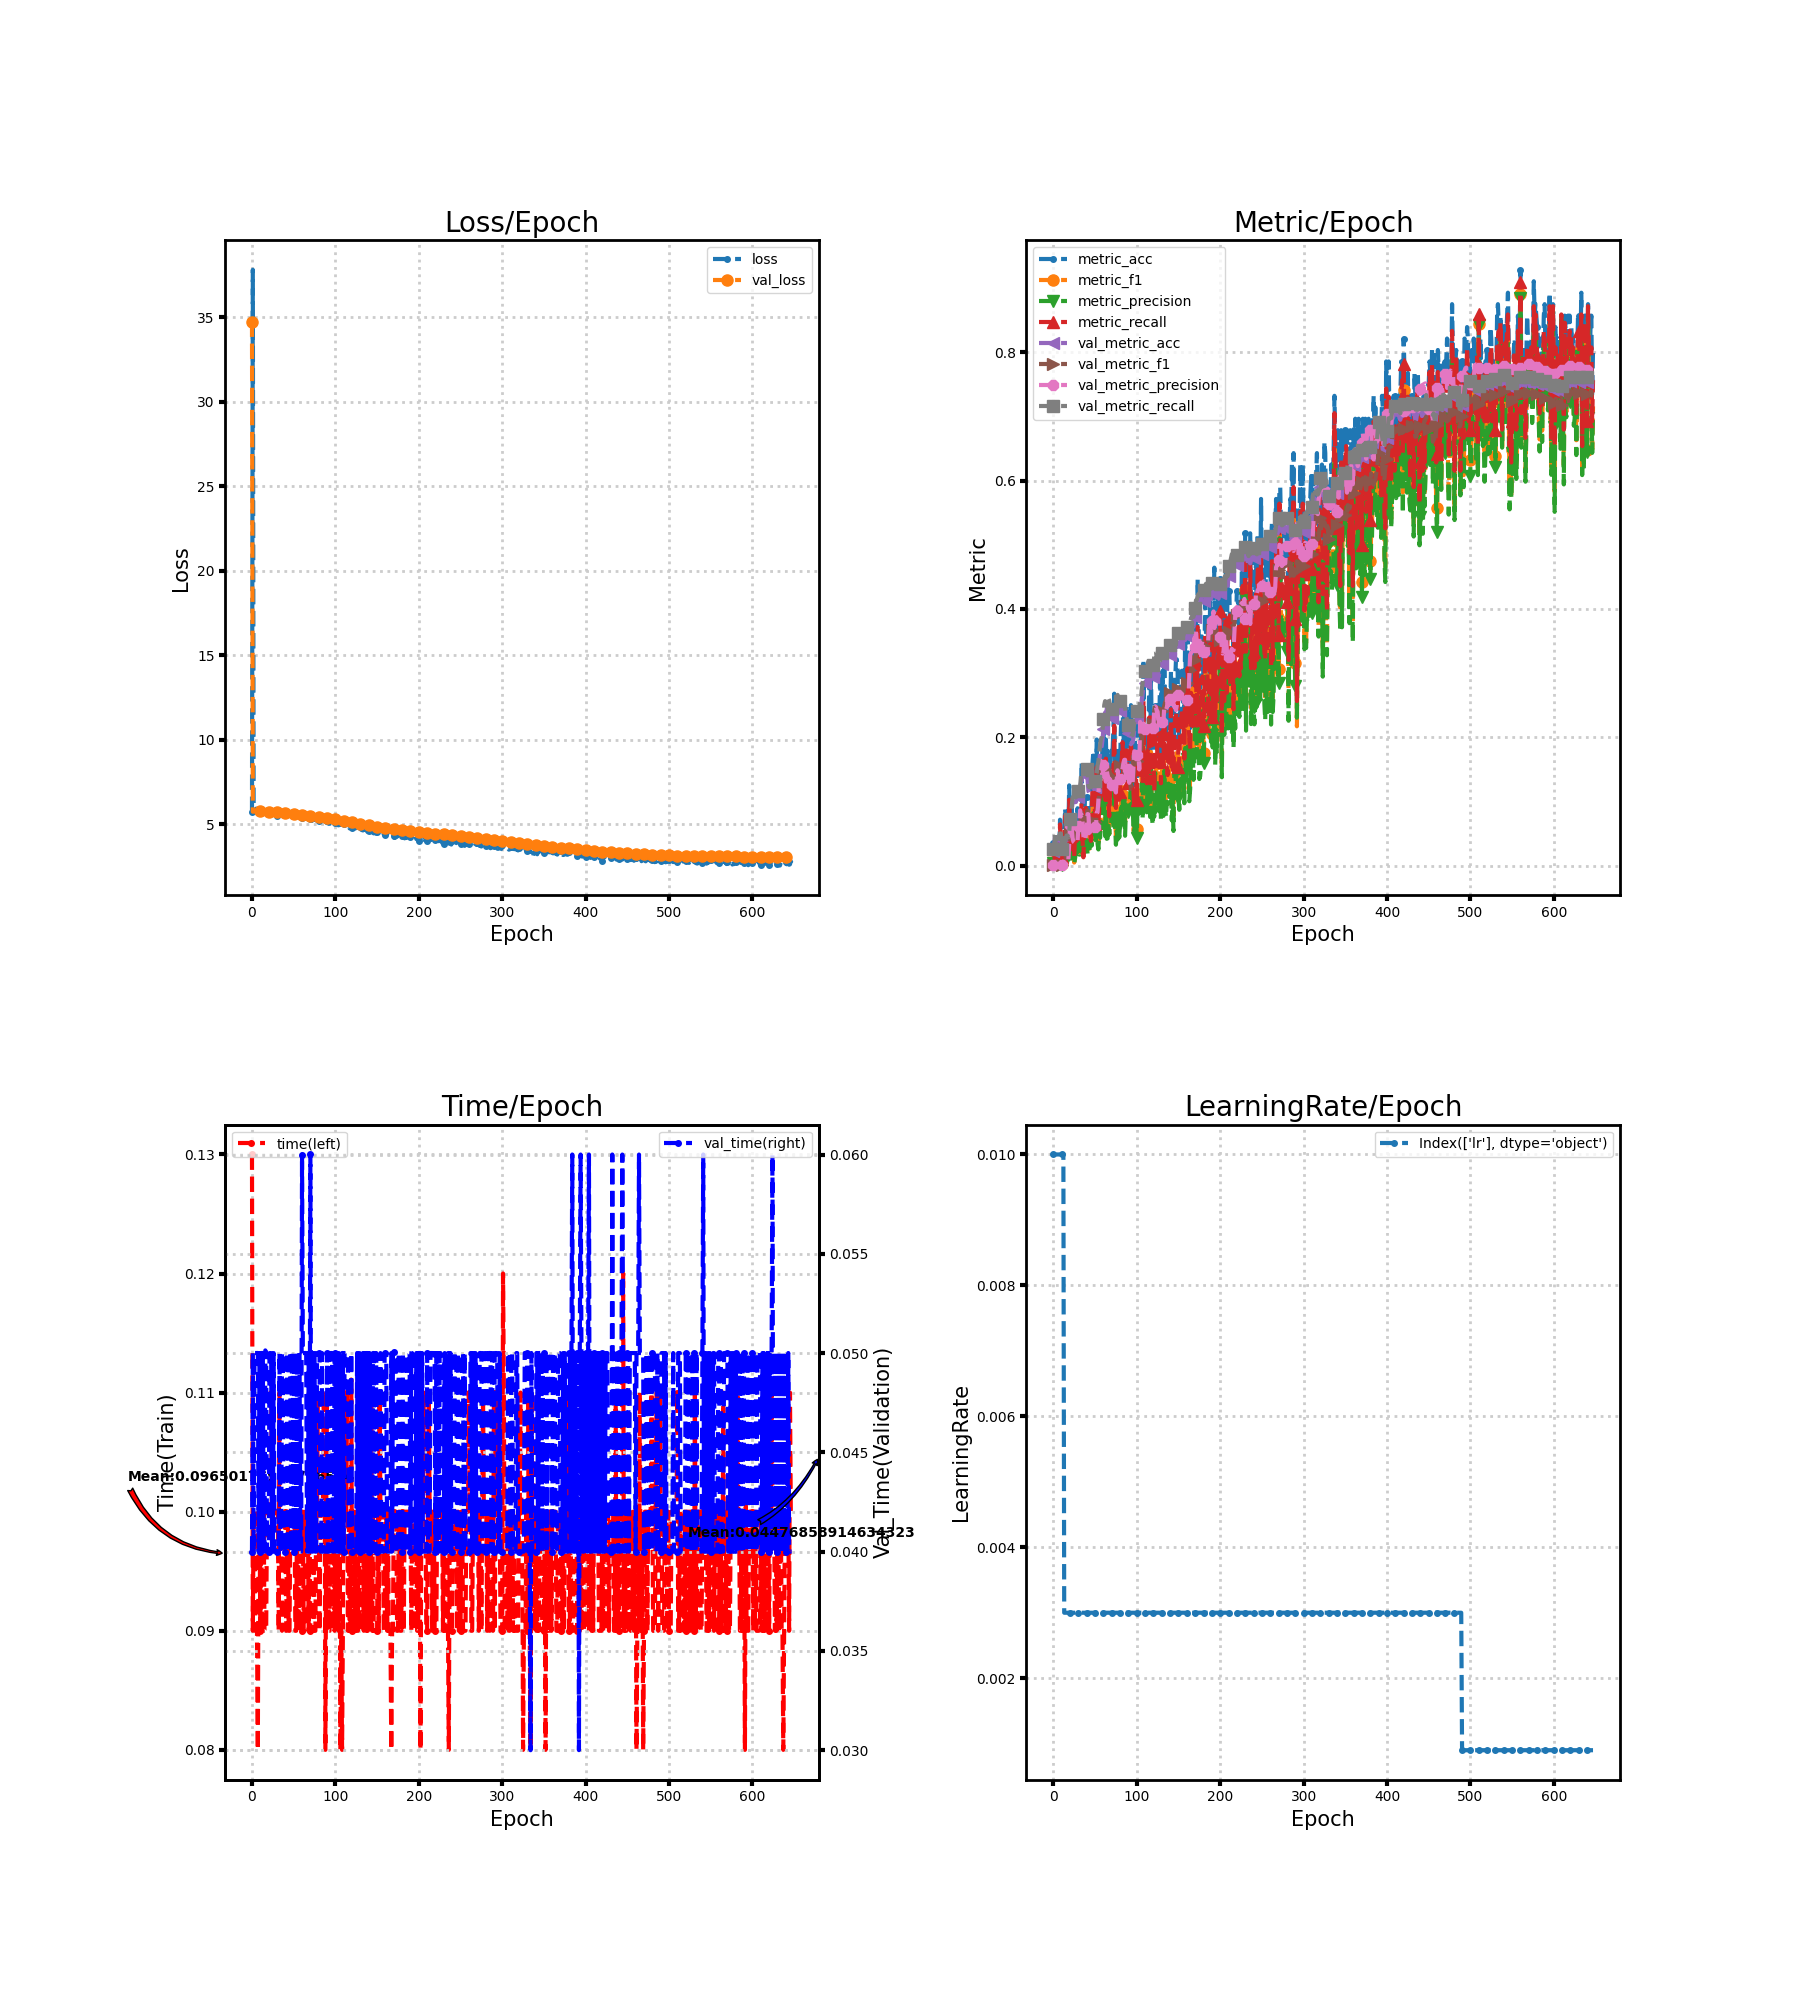 Loss/Epoch
loss
val_loss
35
30
25
20
15
10
5
Loss
0 100 200 300 400 500 600
Epoch
Metric/Epoch
metric_acc
metric_f1
metric_precision
metric_recall
val_metric_acc
val_metric_f1
val_metric_precision
val_metric_recall
0.8
0.6
0.4
0.2
0.0
Metric
0 100 200 300 400 500 600
Epoch
Time/Epoch
time(left)
val_time(right)
0.13
0.12
0.11
0.10
0.09
0.08
Time(Train)
0.060
0.055
0.050
0.045
0.040
0.035
0.030
Val_Time(Validation)
Mean:0.04476858914634323
0 100 200 300 400 500 600
Epoch
LearningRate/Epoch
Index(['lr'], dtype='object')
0.010
0.008
0.006
0.004
0.002
LearningRate
0 100 200 300 400 500 600
Epoch